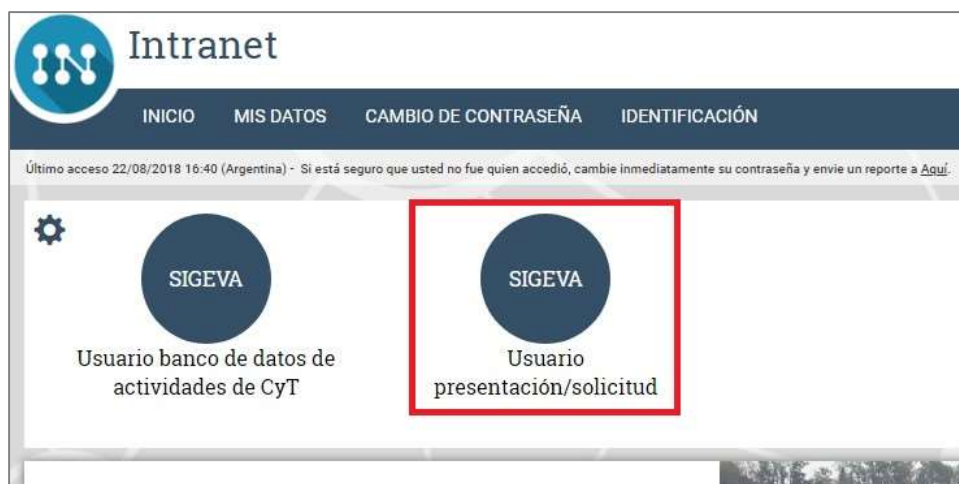 IN
Intranet
INICIO MIS DATOS CAMBIO DE CONTRASEÑA IDENTIFICACIÓN
Último acceso 22/08/2018 16:40 (Argentina) - Si está seguro que usted no fue quien accedió, cambie inmediatamente su contraseña y envie un reporte a Aquí.
SIGEVA
Usuario banco de datos de
actividades de CyT
SIGEVA
Usuario
presentación/solicitud